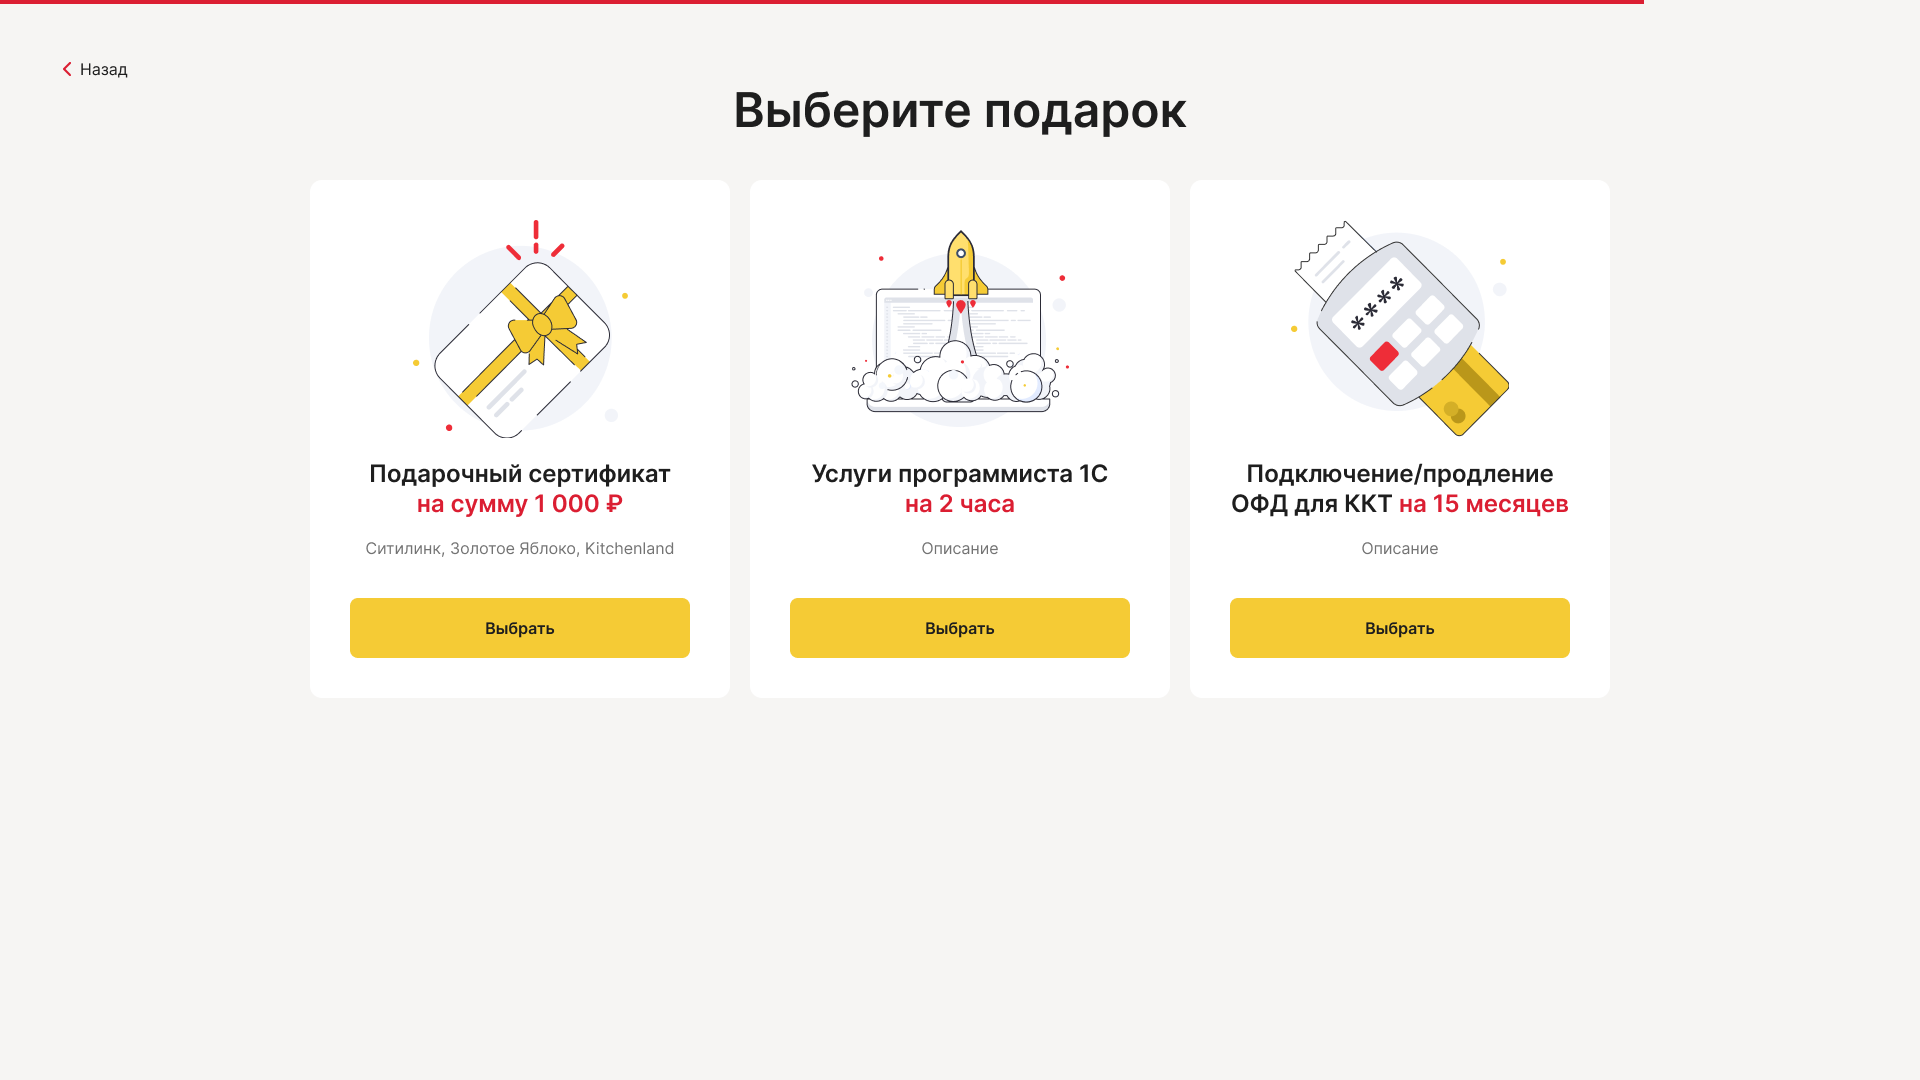 Назад
Выберите подарок
Подарочный сертификат
на сумму 1 000 ₽
Ситилинк, Золотое Яблоко, Kitchenland
Выбрать
Услуги программиста 1С
на 2 часа
Описание
Выбрать
****
Подключение/продление
ОФД для ККТ на 15 месяцев
Описание
Выбрать